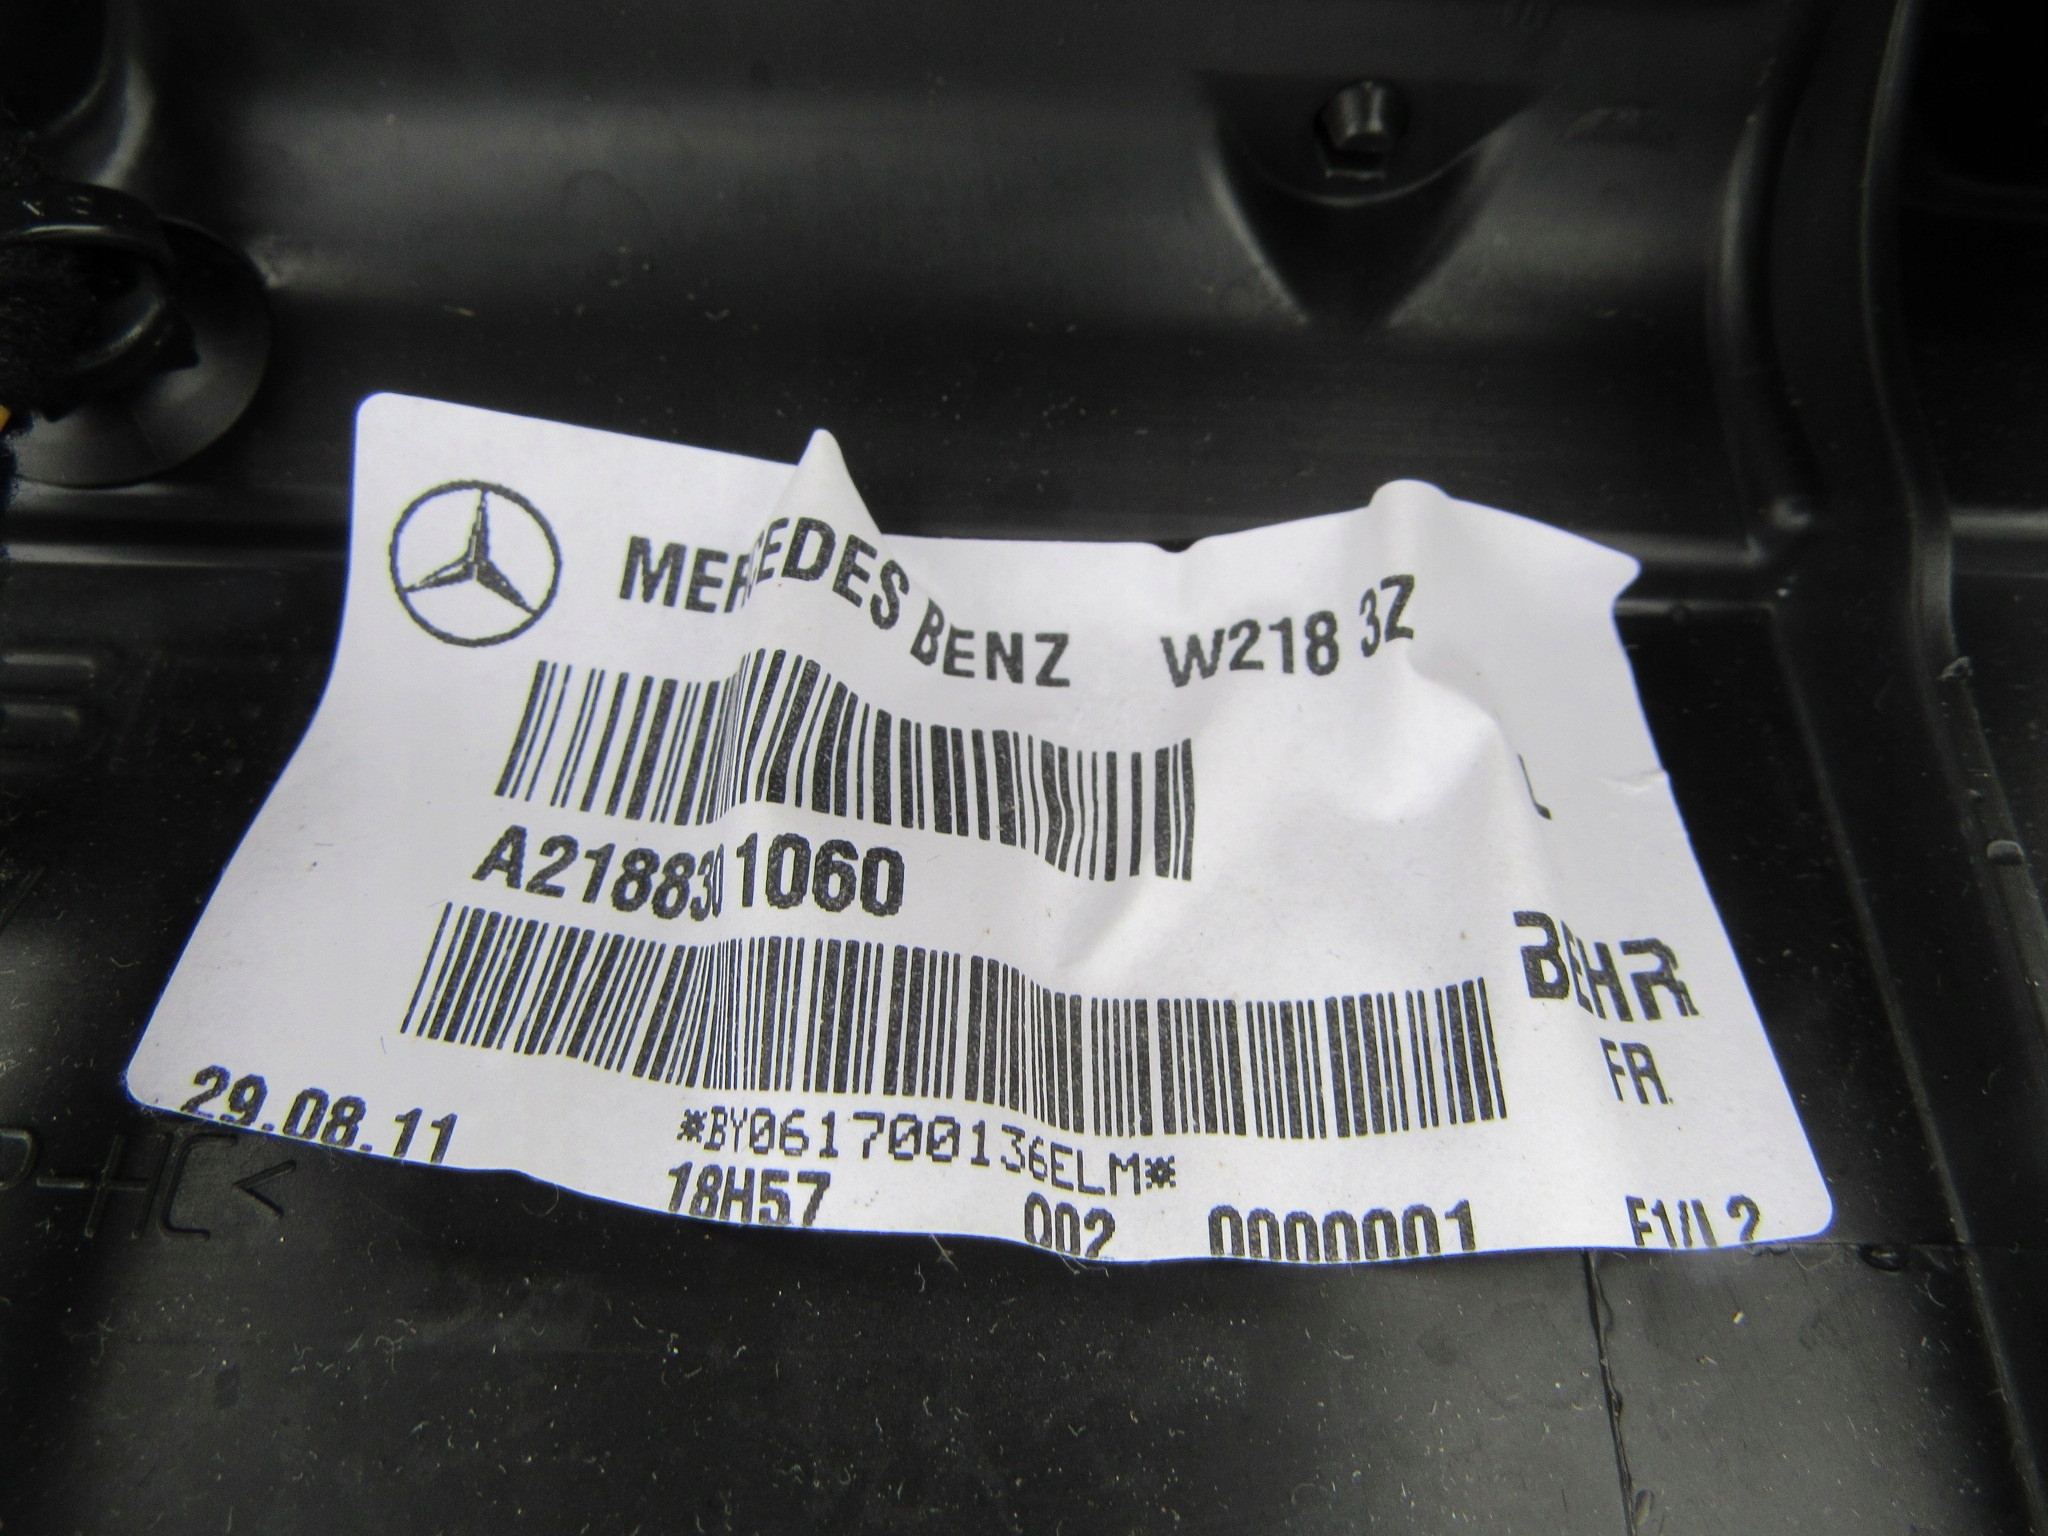 MERCEDES BENZ W218 3Z
L
A2188301060
BEHR
FR
*BY061700136ELM*
29.08.11 18H57 002 0000001